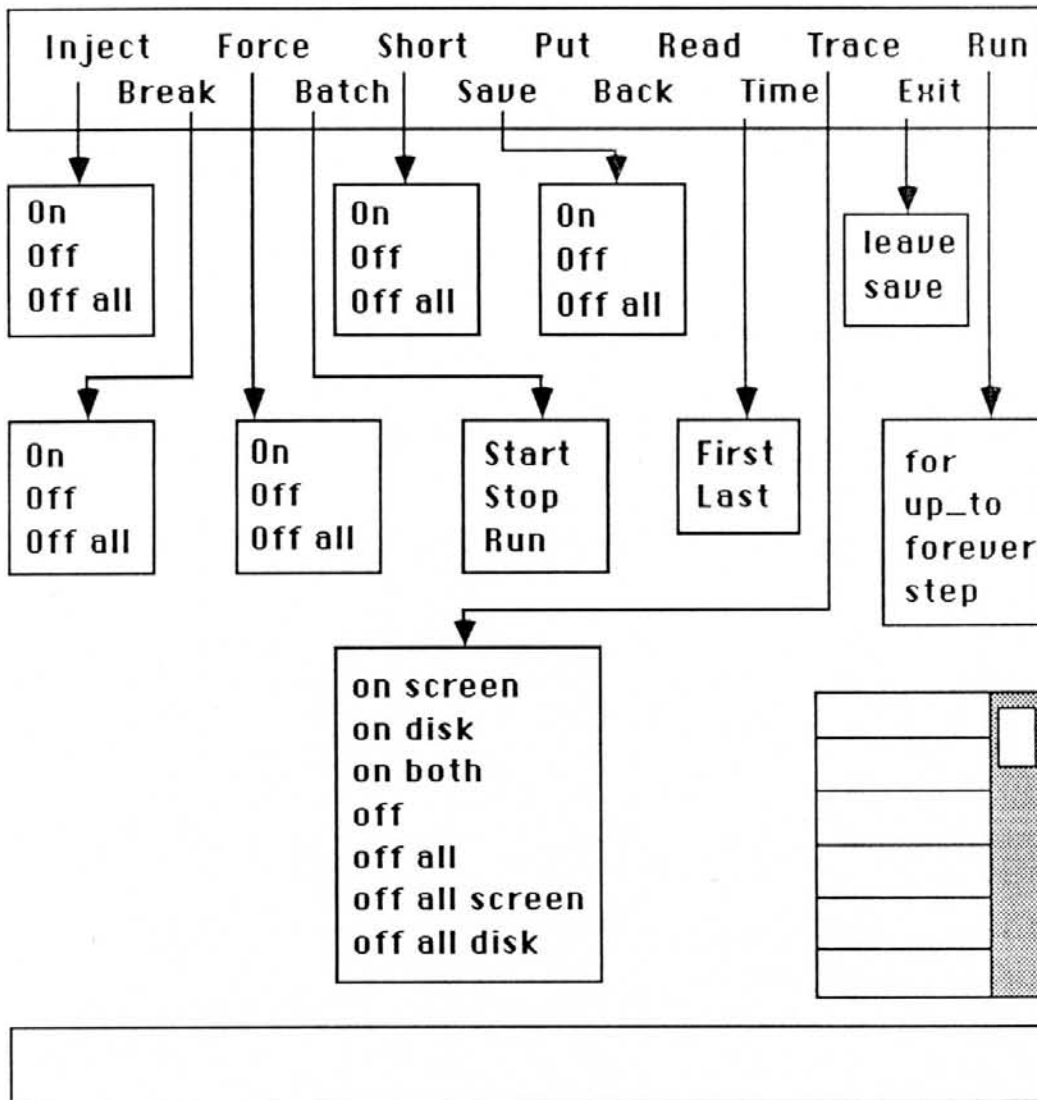 Inject Force Short Put Read Trace Run
Break Batch Save Back Time Exit
On
Off
Off all
On
Off
Off all
On
Off
Off all
leave
save
On
Off
Off all
On
Off
Off all
Start
Stop
Run
First
Last
for
up_to
forever
step
on screen
on disk
on both
off
off all
off all screen
off all disk